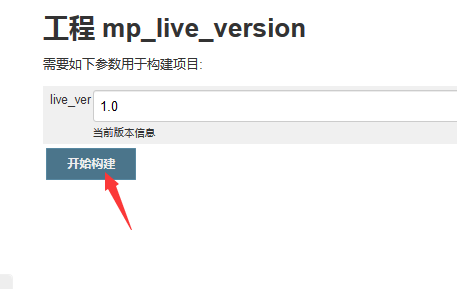 工程 mp_live_version
需要如下参数用于构建项目:
live_ver
1.0
当前版本信息
开始构建